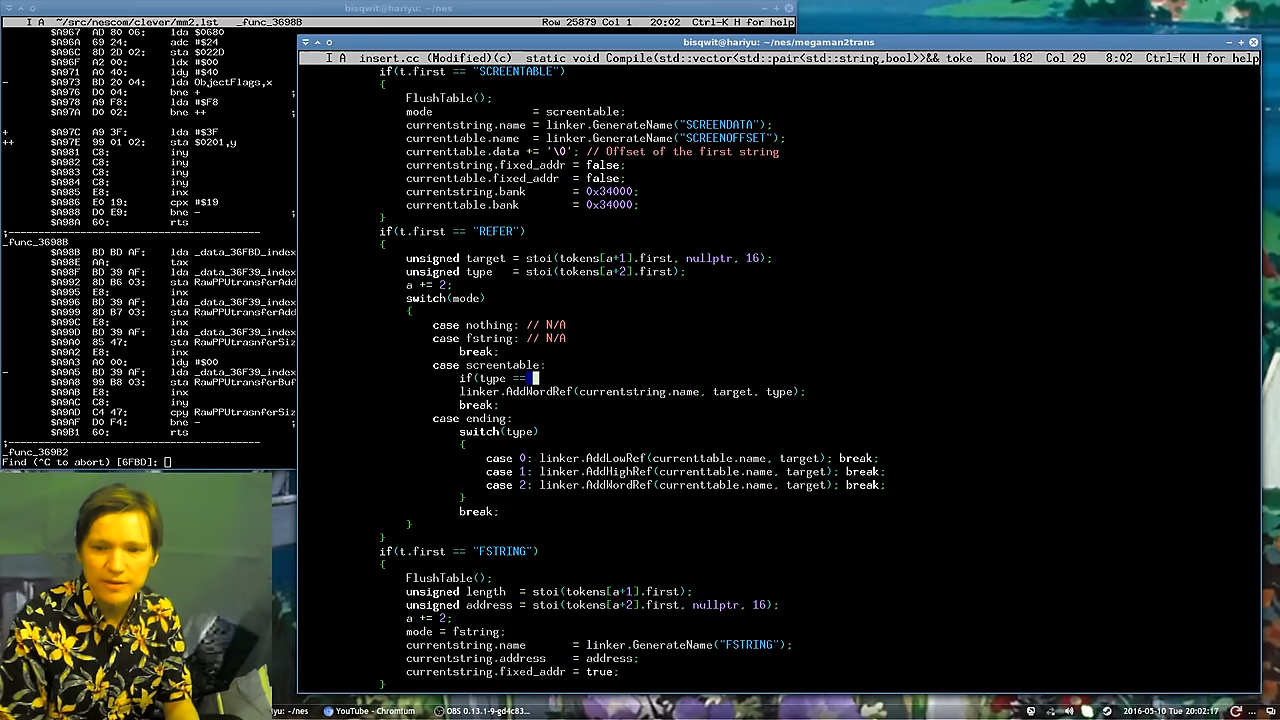 bisqwit@hariyu: ~/nes
I A ~/src/nescom/clever/mm2.lst _func_3698B Row 25879 Col 1 20:02 Ctrl-K H for help
$A967 AD 80 06: lda $0680
$A96A 69 24: adc #$24
$A96C 8D 2D 02: sta $022D
$A96F A2 00: ldx #$00
$A971 A0 40: ldy #$40
- $A973 BD 20 04: lda ObjectFlags,x
$A976 D0 04: bne + ;
$A978 A9 F8: lda #$F8
$A97A D0 02: bne ++ ;
+ $A97C A9 3F: lda #$3F
++ $A97E 99 01 02: sta $0201,y
$A981 C8: iny
$A982 C8: iny
$A983 C8: iny
$A984 C8: iny
$A985 E8: inx
$A986 E0 19: cpx #$19
$A988 D0 E9: bne - ;
$A98A 60: rts
;------------------------------------------
_func_3698B
$A98B BD BD AF: lda _data_36FBD_index
$A98E AA: tax
$A98F BD 39 AF: lda _data_36F39_index
$A992 8D B6 03: sta RawPPUtransferAdd
$A995 E8: inx
$A996 BD 39 AF: lda _data_36F39_index
$A999 8D B7 03: sta RawPPUtransferAdd
$A99C E8: inx
$A99D BD 39 AF: lda _data_36F39_index
$A9A0 85 47: sta RawPPUtrasnferSiz
$A9A2 E8: inx
$A9A3 A0 00: ldy #$00
- $A9A5 BD 39 AF: lda _data_36F39_index
$A9A8 99 B8 03: sta RawPPUtransferBuf
$A9AB E8: inx
$A9AC C8: iny
$A9AD C4 47: cpy RawPPUtrasnferSiz
$A9AF D0 F4: bne - ;
$A9B1 60: rts
;------------------------------------------
_func_369B2
Find (^C to abort) [6FBD]:
bisqwit@hariyu: ~/nes/megaman2trans
I A insert.cc (Modified)(c) static void Compile(std::vector<std::pair<std::string,bool>>&& toke Row 182 Col 29 8:02 Ctrl-K H for help
if(t.first == "SCREENTABLE")
{
FlushTable();
mode = screentable;
currentstring.name = linker.GenerateName("SCREENDATA");
currenttable.name = linker.GenerateName("SCREENOFFSET");
currenttable.data += '\0'; // Offset of the first string
currentstring.fixed_addr = false;
currenttable.fixed_addr = false;
currentstring.bank = 0x34000;
currenttable.bank = 0x34000;
}
if(t.first == "REFER")
{
unsigned target = stoi(tokens[a+1].first, nullptr, 16);
unsigned type = stoi(tokens[a+2].first);
a += 2;
switch(mode)
{
case nothing: // N/A
case fstring: // N/A
break;
case screentable:
if(type ==
linker.AddWordRef(currentstring.name, target, type);
break;
case ending:
switch(type)
{
case 0: linker.AddLowRef(currenttable.name, target); break;
case 1: linker.AddHighRef(currenttable.name, target); break;
case 2: linker.AddWordRef(currenttable.name, target); break;
}
break;
}
}
if(t.first == "FSTRING")
{
FlushTable();
unsigned length = stoi(tokens[a+1].first);
unsigned address = stoi(tokens[a+2].first, nullptr, 16);
a += 2;
mode = fstring;
currentstring.name = linker.GenerateName("FSTRING");
currentstring.address = address;
currentstring.fixed_addr = true;
}
iyu: ~/nes YouTube - Chromium OBS 0.13.1-9-gd4c83... 2016-05-10 Tue 20:02:17